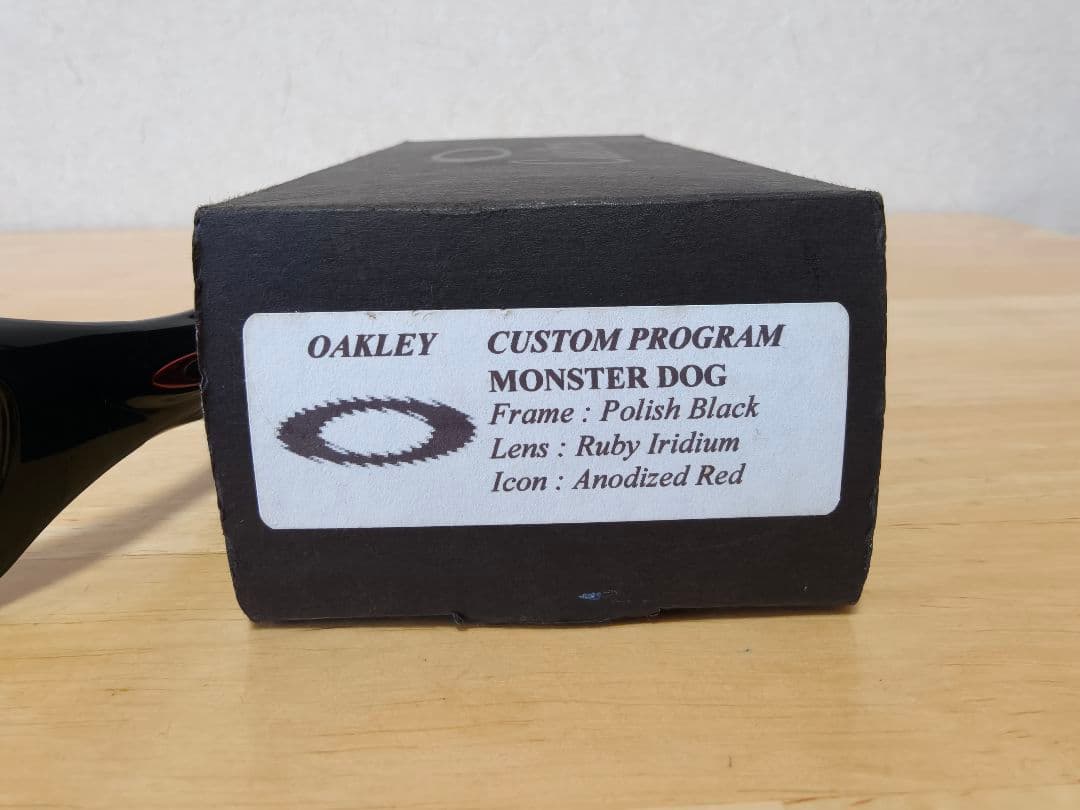 OAKLEY CUSTOM PROGRAM
MONSTER DOG
Frame : Polish Black
Lens : Ruby Iridium
Icon : Anodized Red